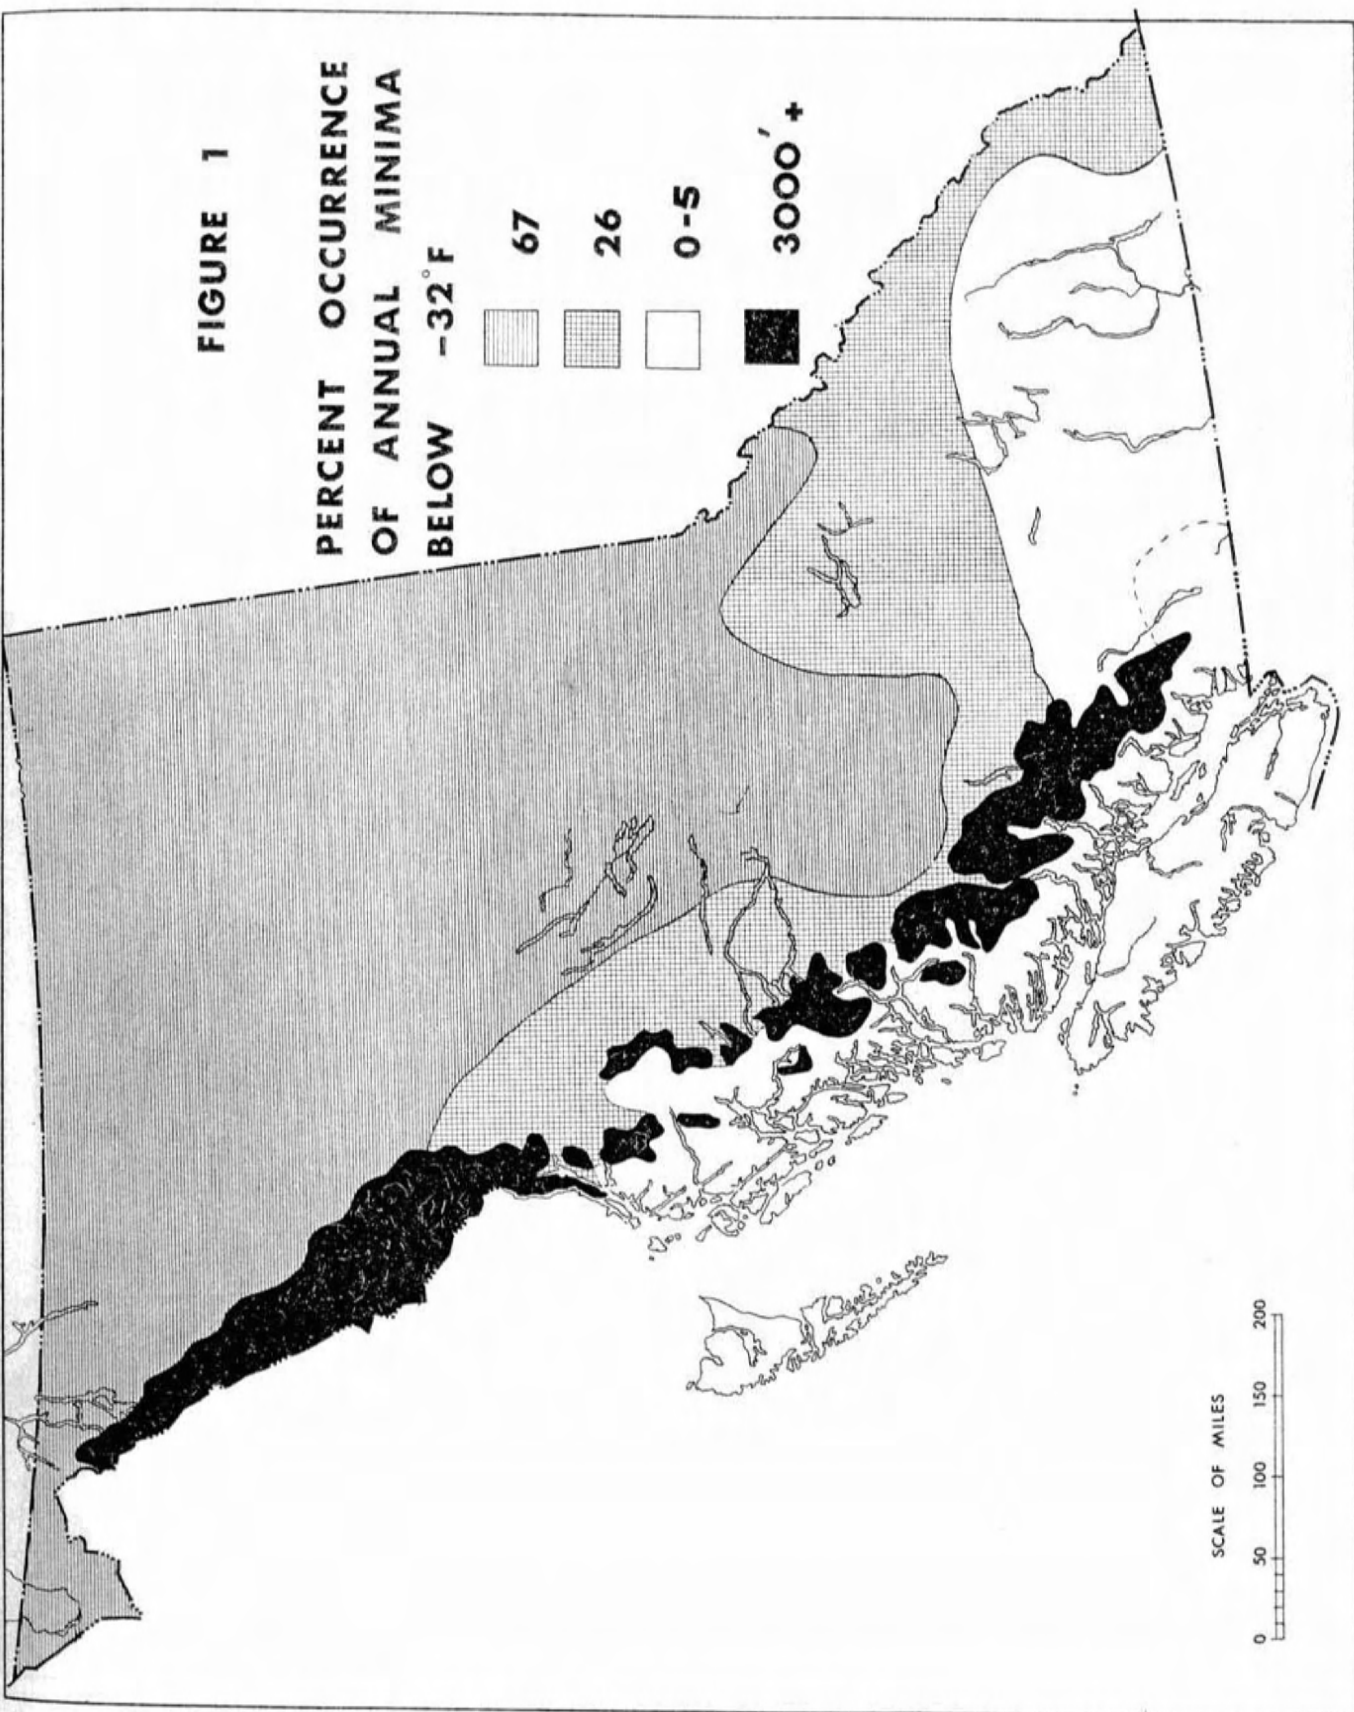 FIGURE 1
PERCENT OCCURRENCE
OF ANNUAL MINIMA
BELOW -32°F
67
26
0-5
3000'+
SCALE OF MILES
0 50 100 150 200